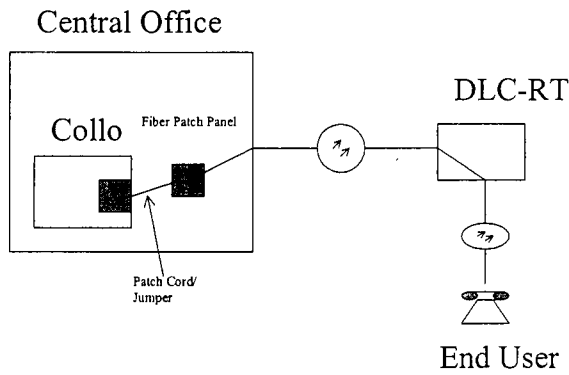 Central Office
DLC-RT
Fiber Patch Panel
Collo
Patch Cord/
Jumper
End User